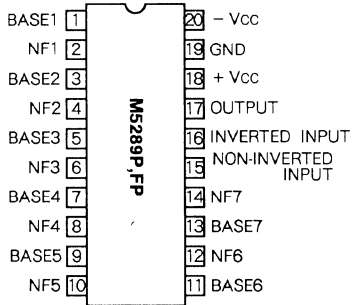 BASE1 1
NF1 2
BASE2 3
NF2 4
BASE3 5
NF3 6
BASE4 7
NF4 8
BASE5 9
NF5 10
M5289P,FP
20 - VCC
19 GND
18 + VCC
17 OUTPUT
16 INVERTED INPUT
15 NON-INVERTED
INPUT
14 NF7
13 BASE7
12 NF6
11 BASE6